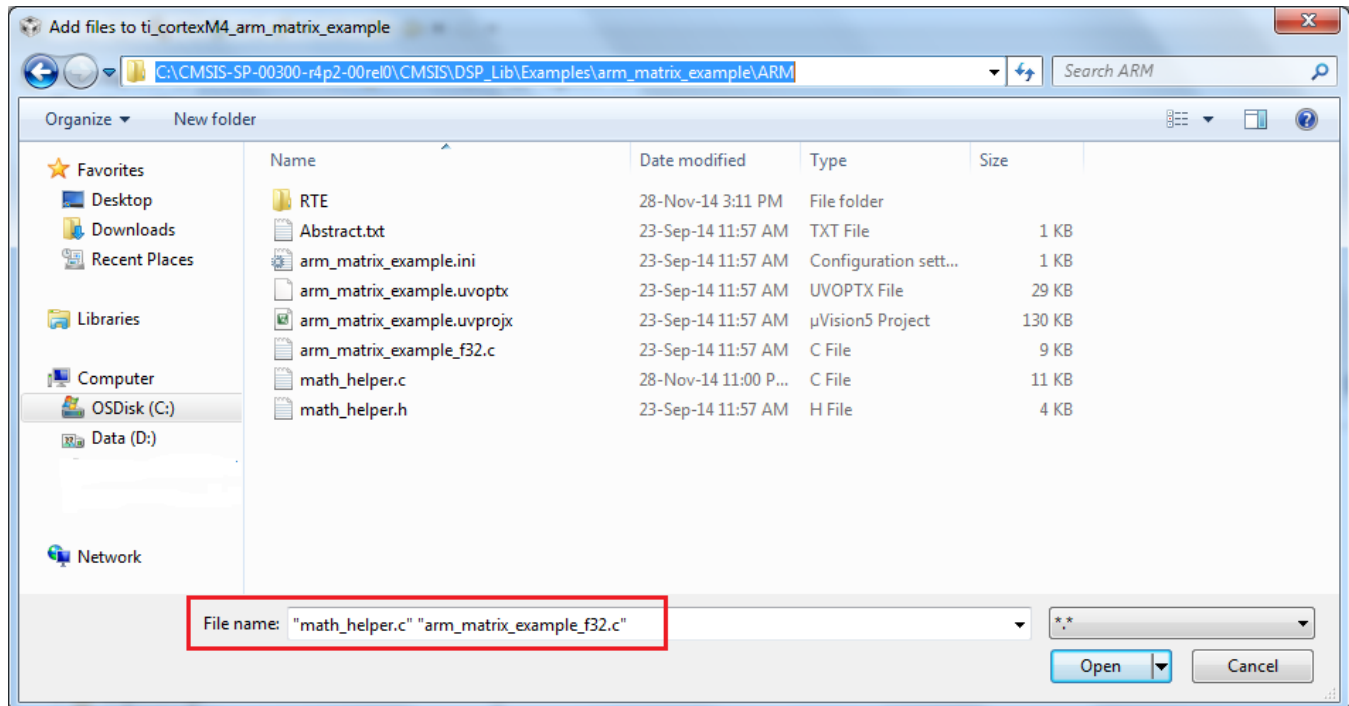 Add files to ti_cortexM4_arm_matrix_example
C:\CMSIS-SP-00300-r4p2-00rel0\CMSIS\DSP_Lib\Examples\arm_matrix_example\ARM
Search ARM
Organize New folder
Favorites
Desktop
Downloads
Recent Places
Libraries
Computer
OSDisk (C:)
Data (D:)
Network
Name Date modified Type Size
RTE 28-Nov-14 3:11 PM File folder
Abstract.txt 23-Sep-14 11:57 AM TXT File 1 KB
arm_matrix_example.ini 23-Sep-14 11:57 AM Configuration sett... 1 KB
arm_matrix_example.uvoptx 23-Sep-14 11:57 AM UVOPTX File 29 KB
arm_matrix_example.uvprojx 23-Sep-14 11:57 AM µVision5 Project 130 KB
arm_matrix_example_f32.c 23-Sep-14 11:57 AM C File 9 KB
math_helper.c 28-Nov-14 11:00 P... C File 11 KB
math_helper.h 23-Sep-14 11:57 AM H File 4 KB
File name: "math_helper.c" "arm_matrix_example_f32.c"
*.*
Open Cancel